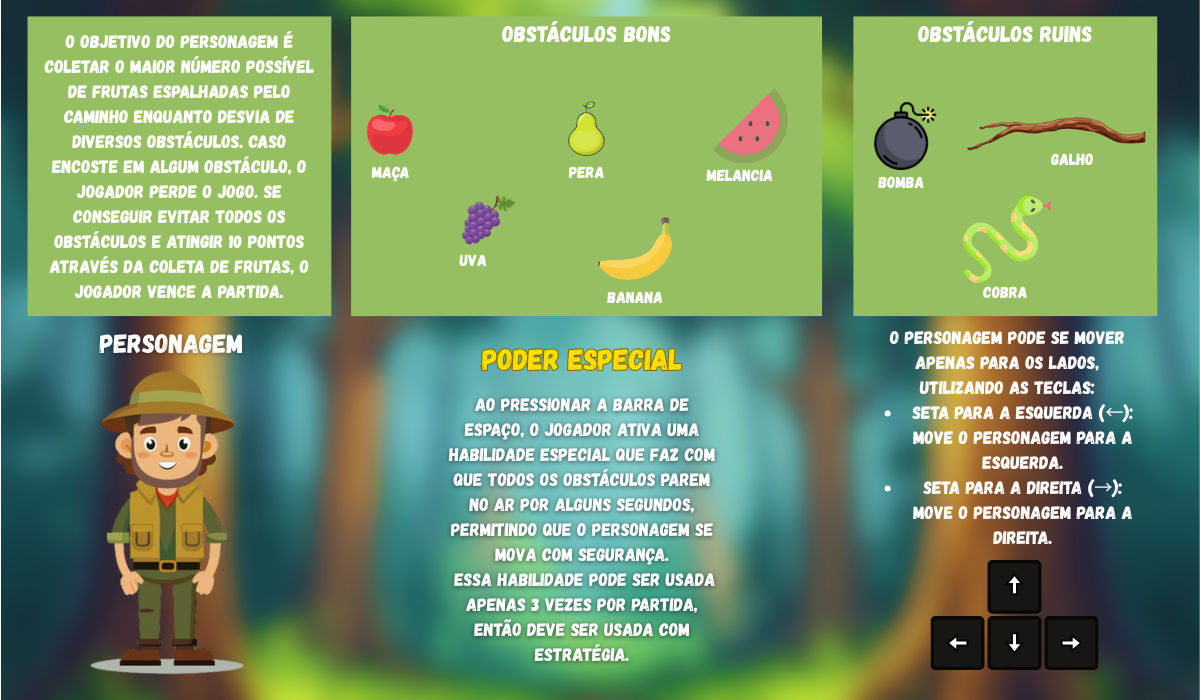 O OBJETIVO DO PERSONAGEM É
COLETAR O MAIOR NÚMERO POSSÍVEL
DE FRUTAS ESPALHADAS PELO
CAMINHO ENQUANTO DESVIA DE
DIVERSOS OBSTÁCULOS. CASO
ENCOSTE EM ALGUM OBSTÁCULO, O
JOGADOR PERDE O JOGO. SE
CONSEGUIR EVITAR TODOS OS
OBSTÁCULOS E ATINGIR 10 PONTOS
ATRAVÉS DA COLETA DE FRUTAS, O
JOGADOR VENCE A PARTIDA.
OBSTÁCULOS BONS
MAÇA
PERA
MELANCIA
UVA
BANANA
OBSTÁCULOS RUINS
BOMBA
GALHO
COBRA
PERSONAGEM
PODER ESPECIAL
AO PRESSIONAR A BARRA DE
ESPAÇO, O JOGADOR ATIVA UMA
HABILIDADE ESPECIAL QUE FAZ COM
QUE TODOS OS OBSTÁCULOS PAREM
NO AR POR ALGUNS SEGUNDOS,
PERMITINDO QUE O PERSONAGEM SE
MOVA COM SEGURANÇA.
ESSA HABILIDADE PODE SER USADA
APENAS 3 VEZES POR PARTIDA,
ENTÃO DEVE SER USADA COM
ESTRATÉGIA.
O PERSONAGEM PODE SE MOVER
APENAS PARA OS LADOS,
UTILIZANDO AS TECLAS:
• SETA PARA A ESQUERDA (←):
MOVE O PERSONAGEM PARA A
ESQUERDA.
• SETA PARA A DIREITA (→):
MOVE O PERSONAGEM PARA A
DIREITA.
↑
← ↓ →